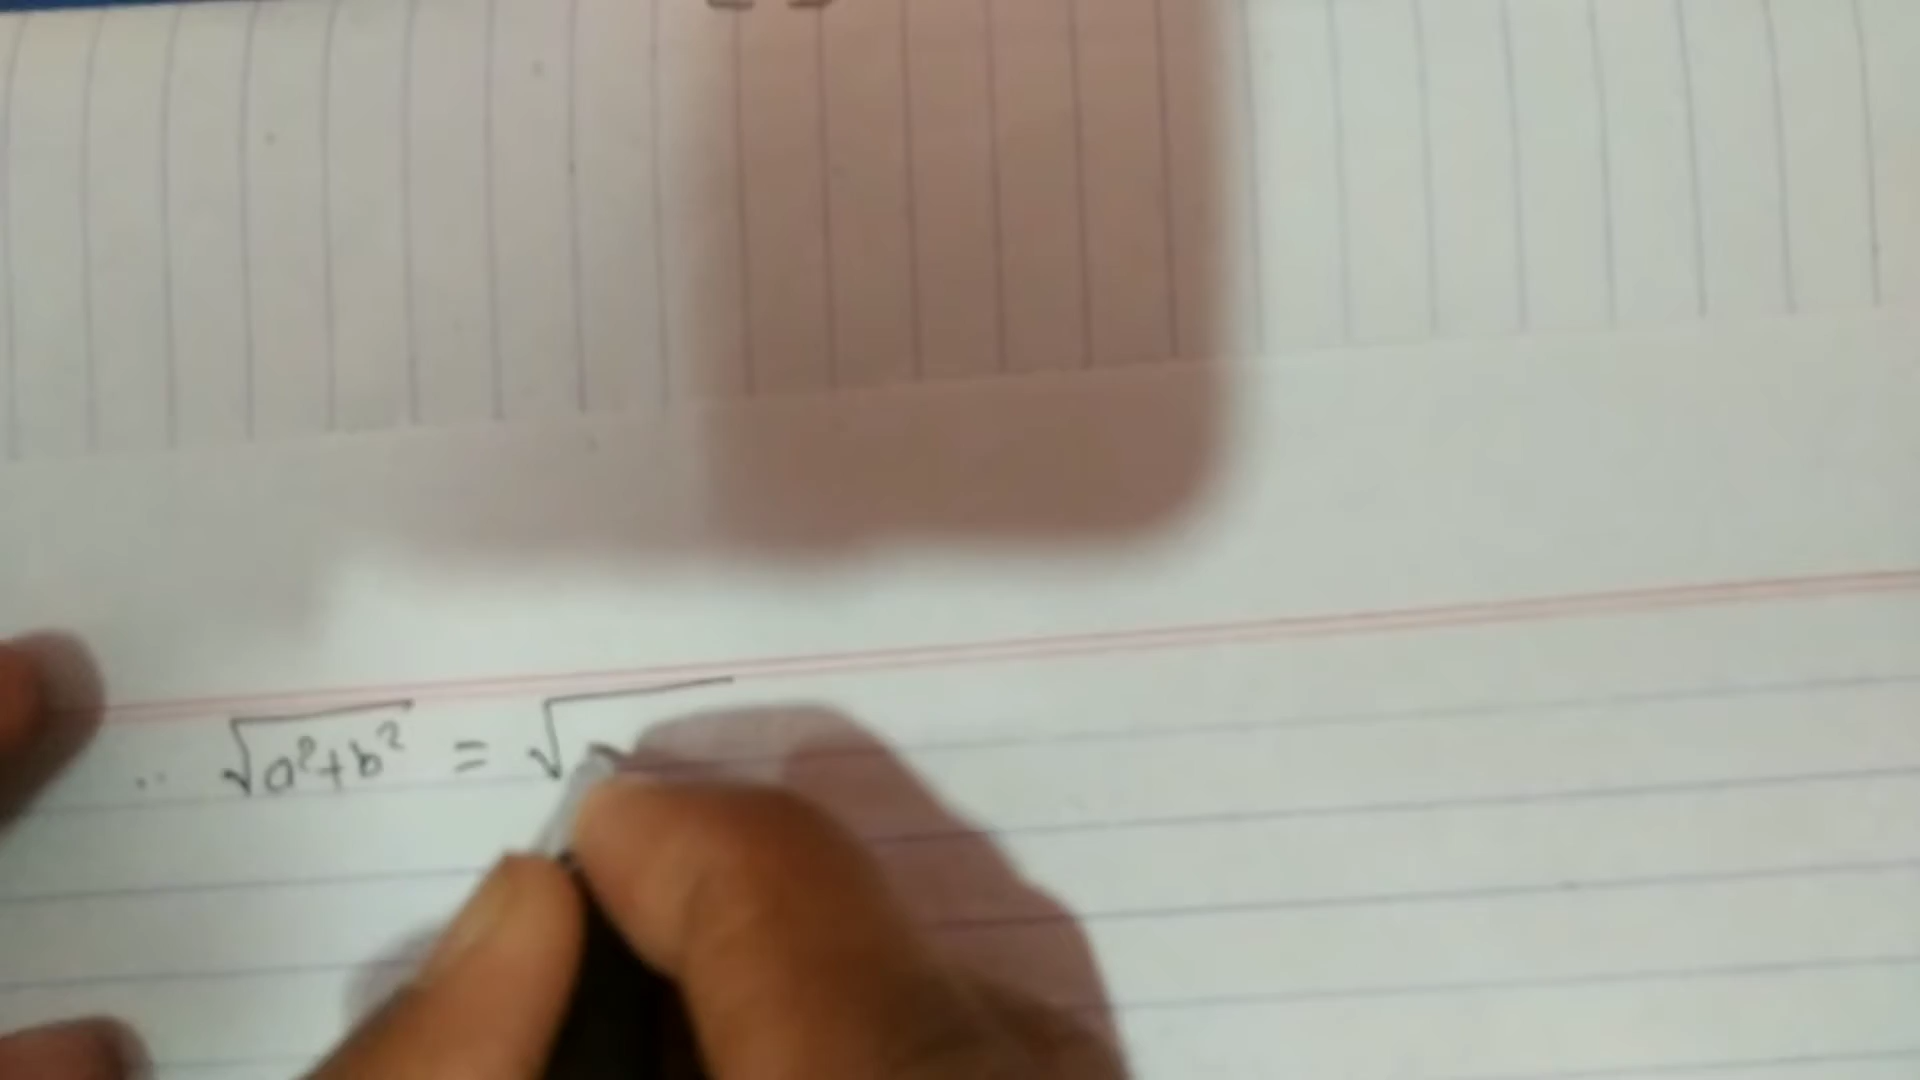 ∴ √a²+b² = √